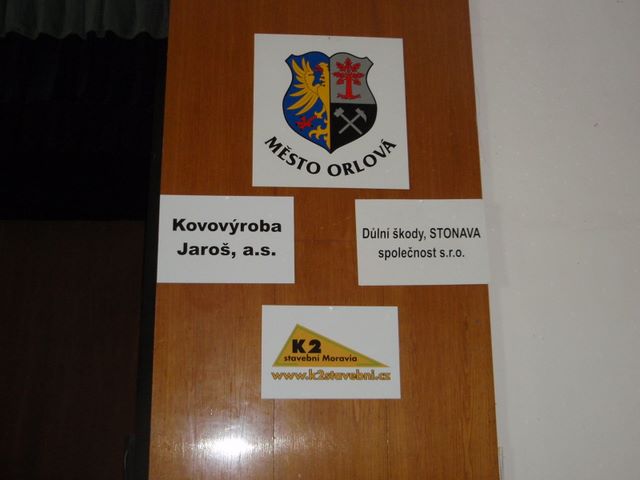 MĚSTO ORLOVÁ
Kovovýroba
Jaroš, a.s.
Důlní škody, STONAVA
společnost s.r.o.
K2
stavební Moravia
www.k2stavebni.cz